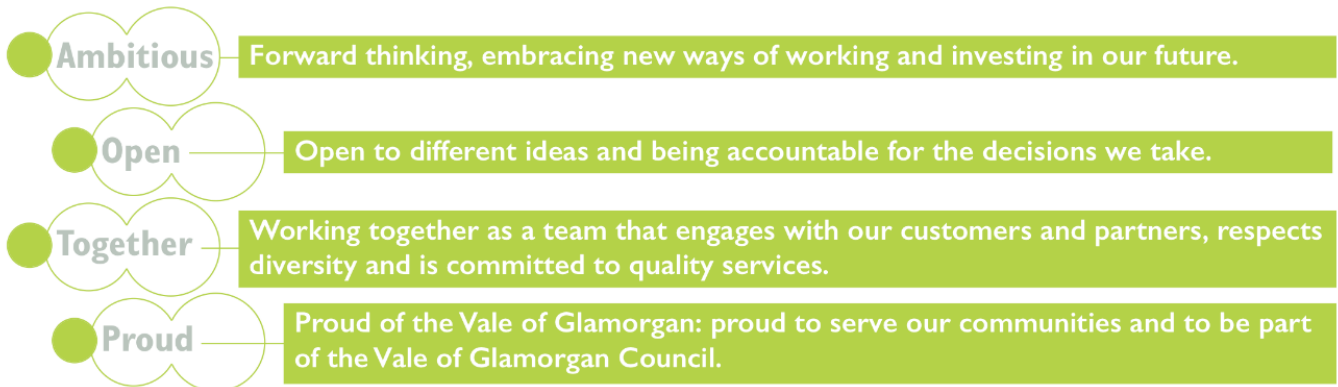 Ambitious
Forward thinking, embracing new ways of working and investing in our future.
Open
Open to different ideas and being accountable for the decisions we take.
Together
Working together as a team that engages with our customers and partners, respects
diversity and is committed to quality services.
Proud
Proud of the Vale of Glamorgan: proud to serve our communities and to be part
of the Vale of Glamorgan Council.